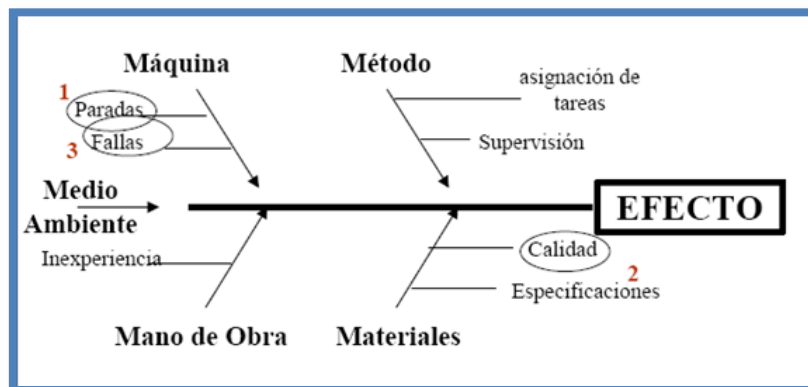 Máquina
Método
1
Paradas
3
Fallas
asignación de
tareas
Supervisión
Medio
Ambiente
EFECTO
Inexperiencia
Calidad
2
Especificaciones
Mano de Obra
Materiales